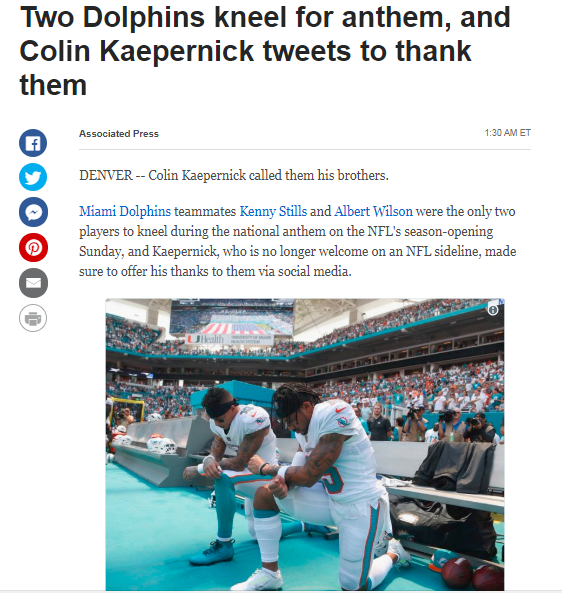 Two Dolphins kneel for anthem, and
Colin Kaepernick tweets to thank
them
Associated Press
1:30 AM ET
DENVER -- Colin Kaepernick called them his brothers.
Miami Dolphins teammates Kenny Stills and Albert Wilson were the only two
players to kneel during the national anthem on the NFL's season-opening
Sunday, and Kaepernick, who is no longer welcome on an NFL sideline, made
sure to offer his thanks to them via social media.
UHealth